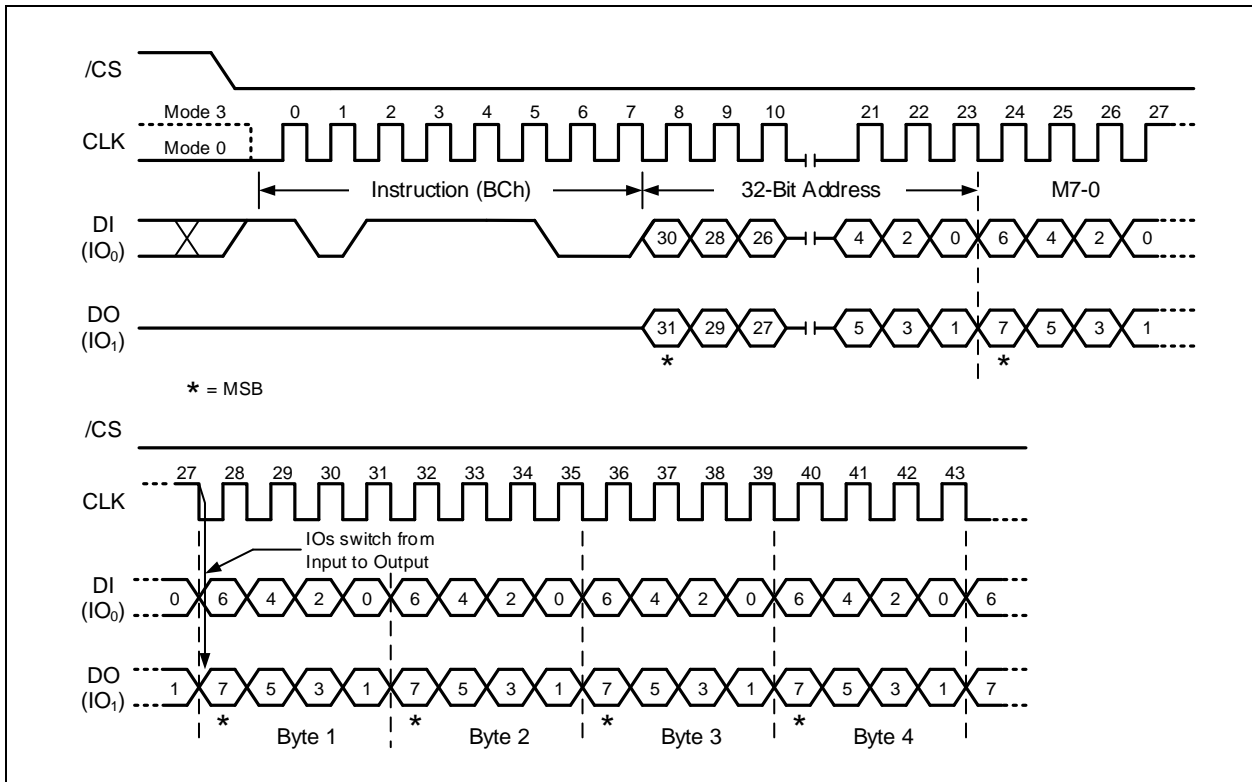 /CS
Mode 3 0 1 2 3 4 5 6 7 8 9 10 21 22 23 24 25 26 27
CLK
Mode 0
Instruction (BCh) 32-Bit Address M7-0
DI
(IO0) 30 28 26 4 2 0 6 4 2 0
DO
(IO1) 31 29 27 5 3 1 7 5 3 1
* *
* = MSB
/CS
27 28 29 30 31 32 33 34 35 36 37 38 39 40 41 42 43
CLK
IOs switch from
Input to Output
DI
(IO0) 0 6 4 2 0 6 4 2 0 6 4 2 0 6 4 2 0 6
DO
(IO1) 1 7 5 3 1 7 5 3 1 7 5 3 1 7 5 3 1 7
* * * *
Byte 1 Byte 2 Byte 3 Byte 4